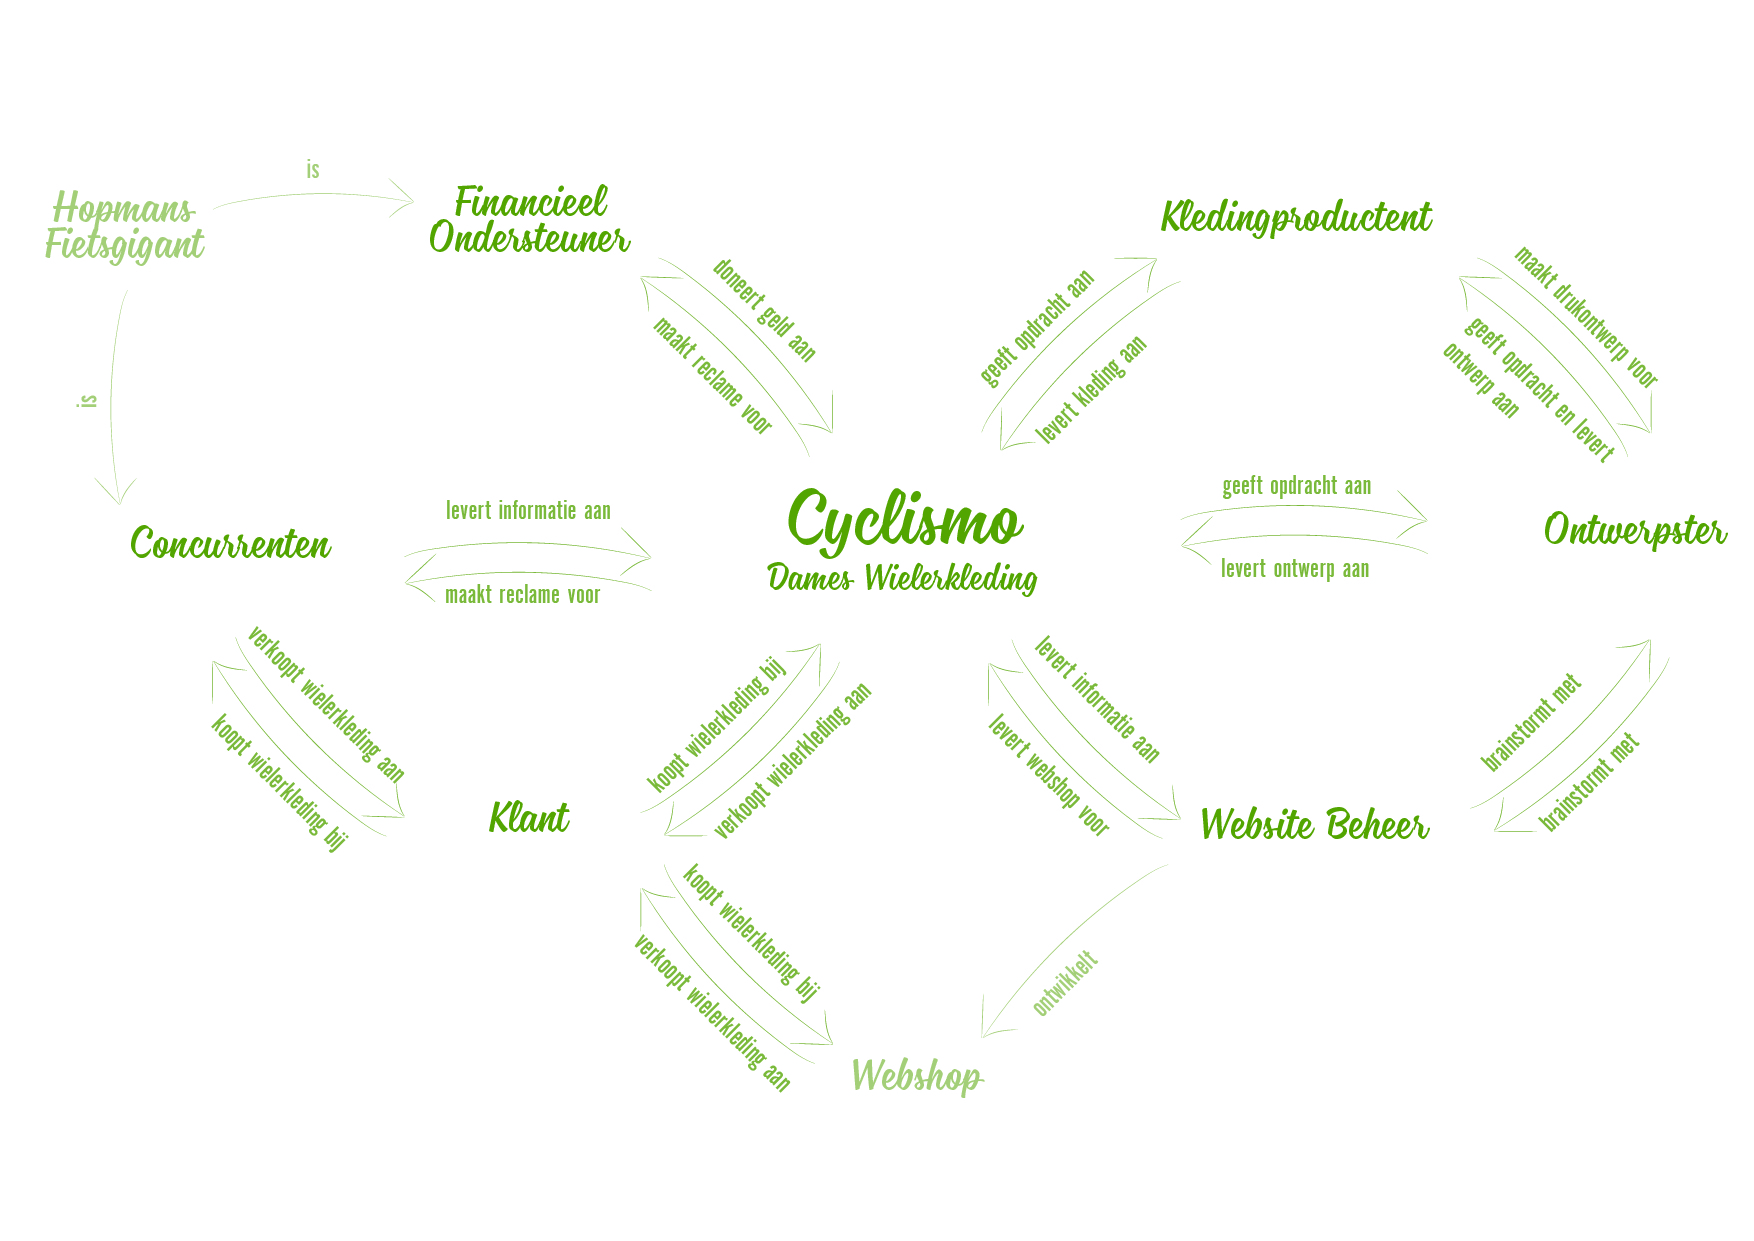 is
Hopmans
Fietsgigant
Financieel
Ondersteuner
Kledingproductent
doneert geld aan
maakt reclame voor
geeft opdracht aan
levert kleding aan
maakt drukontwerp voor
geeft opdracht en levert
ontwerp aan
is
Concurrenten
levert informatie aan
maakt reclame voor
Cyclismo
Dames Wielerkleding
geeft opdracht aan
levert ontwerp aan
Ontwerpster
verkoopt wielerkleding aan
koopt wielerkleding bij
koopt wielerkleding bij
verkoopt wielerkleding aan
levert informatie aan
levert webshop voor
brainstormt met
brainstormt met
Klant
Website Beheer
koopt wielerkleding bij
verkoopt wielerkleding aan
ontwikkelt
Webshop